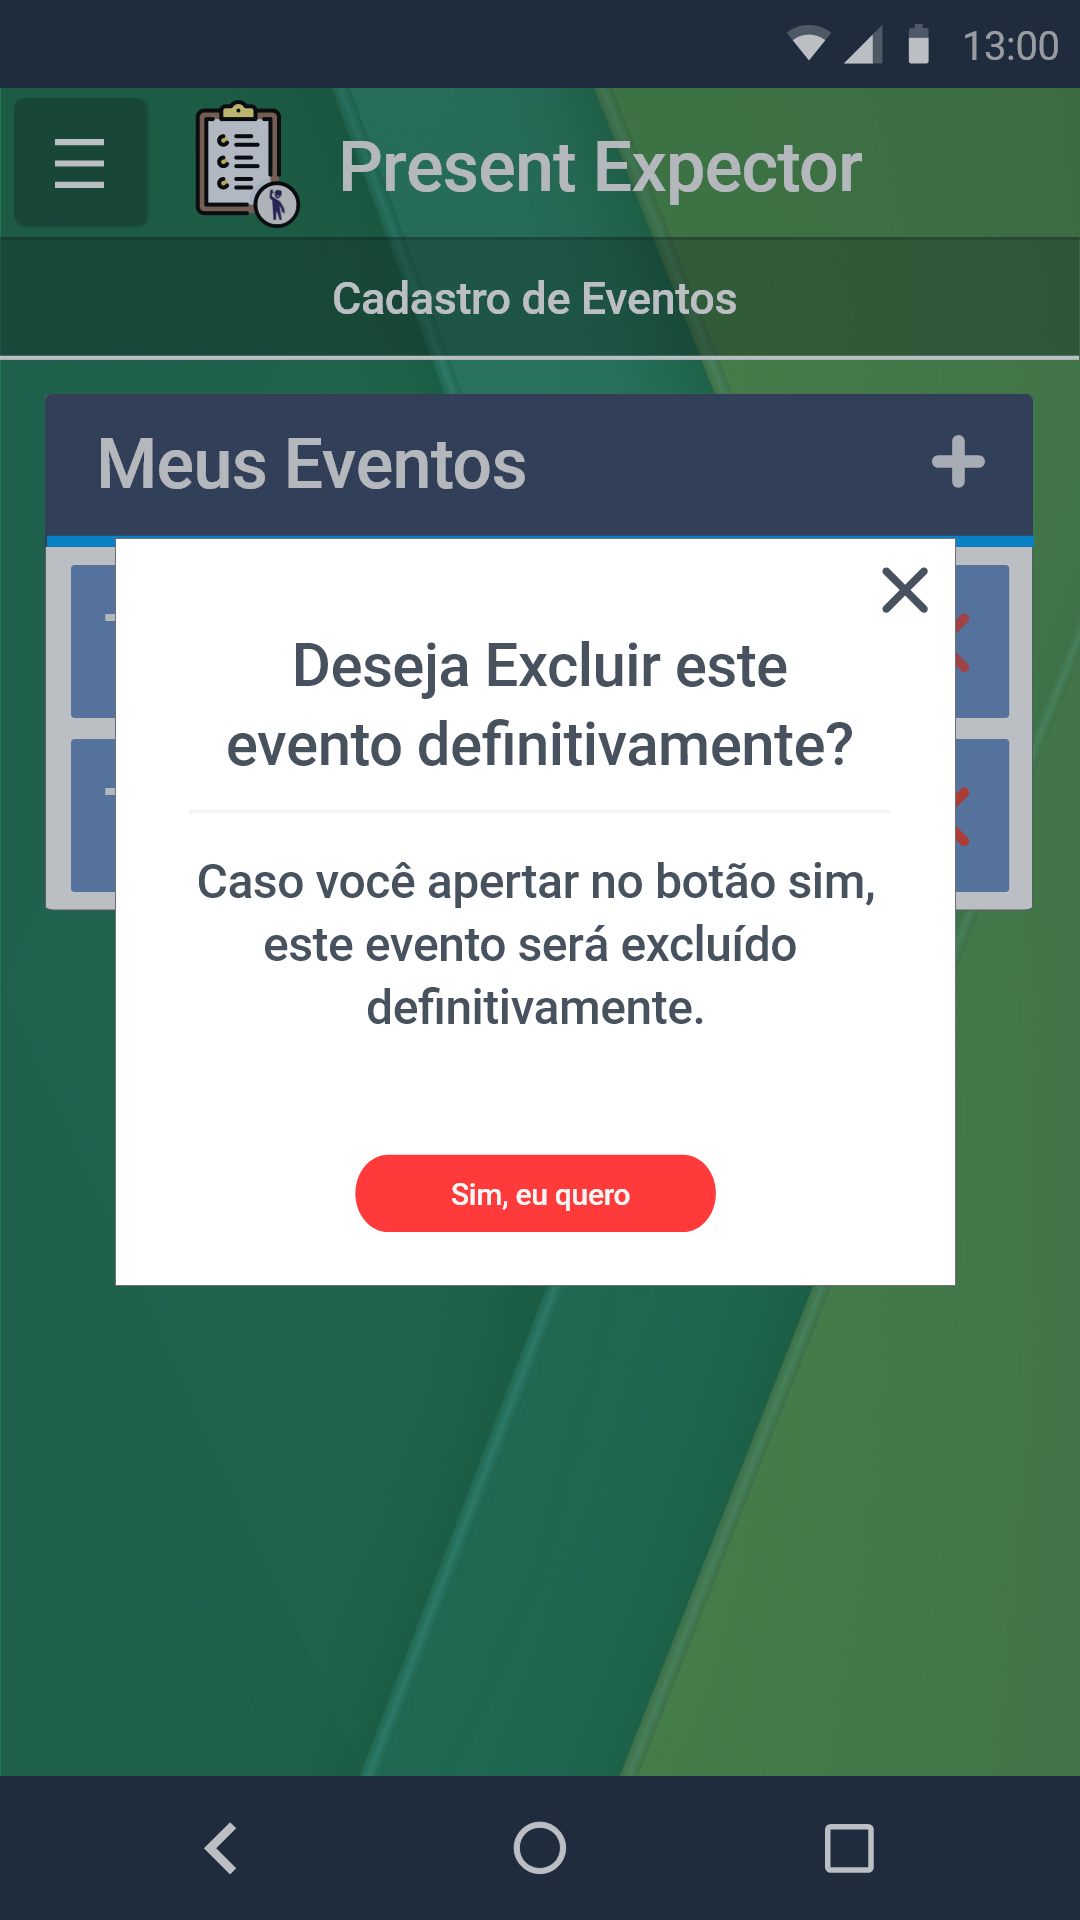 13:00
Present Expector
Cadastro de Eventos
Meus Eventos
Deseja Excluir este
evento definitivamente?
Caso você apertar no botão sim,
este evento será excluído
definitivamente.
Sim, eu quero